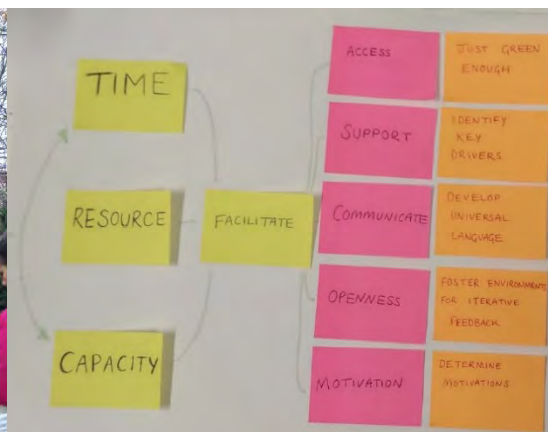 TIME
RESOURCE
CAPACITY
FACILITATE
ACCESS
JUST GREEN
ENOUGH
SUPPORT
IDENTIFY
KEY
DRIVERS
COMMUNICATE
DEVELOP
UNIVERSAL
LANGUAGE
OPENNESS
FOSTER ENVIRONMENT
FOR ITERATIVE
FEEDBACK
MOTIVATION
DETERMINE
MOTIVATIONS